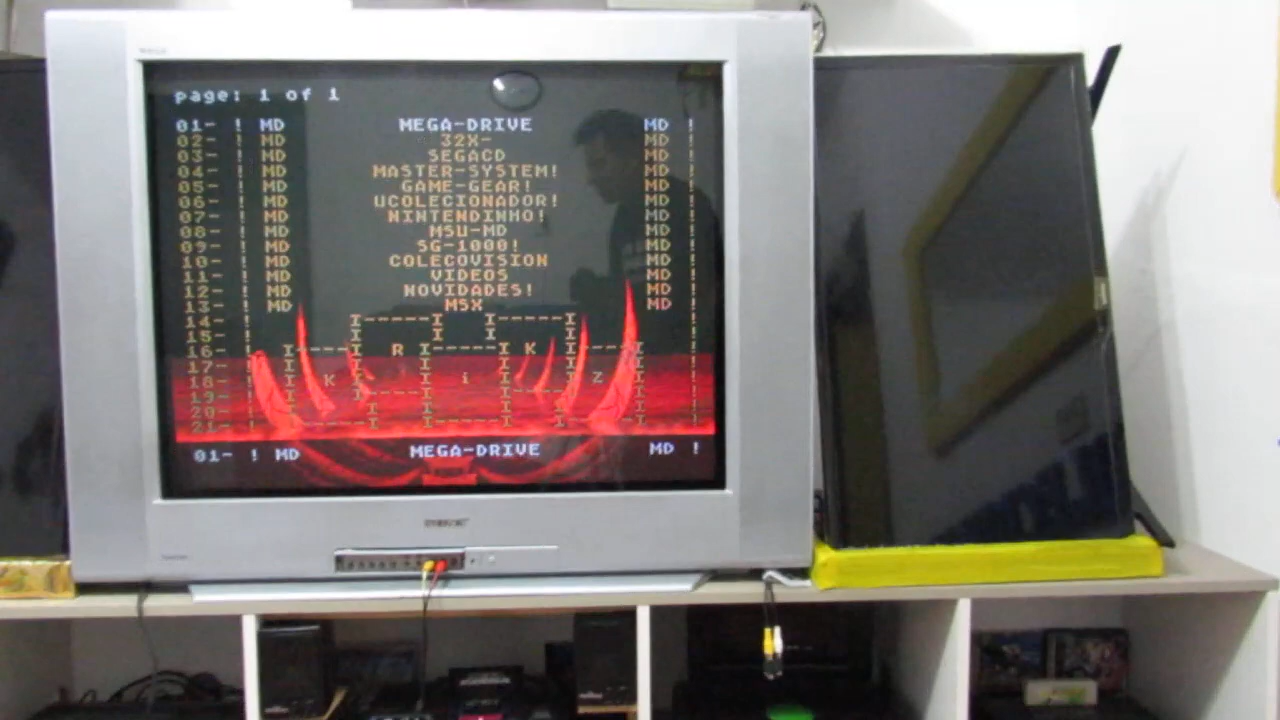 page: 1 of 1
01- ! MD MEGA-DRIVE MD !
02- ! MD 32X- MD !
03- ! MD SEGACD MD !
04- ! MD MASTER-SYSTEM! MD !
05- ! MD GAME-GEAR! MD !
06- ! MD UCOLECIONADOR! MD !
07- ! MD NINTENDINHO! MD !
08- ! MD MSU-MD MD !
09- ! MD SG-1000! MD !
10- ! MD COLECOVISION MD !
11- ! MD VIDEOS MD !
12- ! MD NOVIDADES! MD !
13- ! MD MSX MD !
14- ! I-----I I-----I !
15- ! I I I I !
16- ! I----I R I-----I K I---I !
17- !
18- ! K i Z !
19- !
20- !
21- !
01- ! MD MEGA-DRIVE MD !